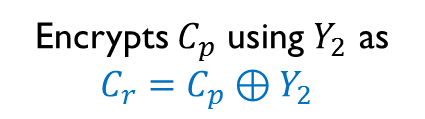 Encrypts Cₚ using Y₂ as
Cᵣ = Cₚ ⊕ Y₂